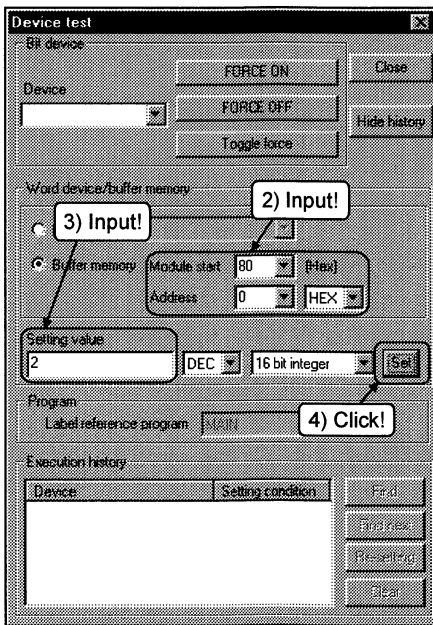 Device test
Bit device
FORCE ON
Close
Device
FORCE OFF
Hide history
Toggle force
Word device/buffer memory
2) Input!
3) Input!
Buffer memory Module start 80 (Hex)
Address 0 HEX
Setting value
2 DEC 16 bit integer Set
Program
Label reference program MAIN
4) Click!
Execution history
Device Setting condition Find
Find next
Resetting
Clear